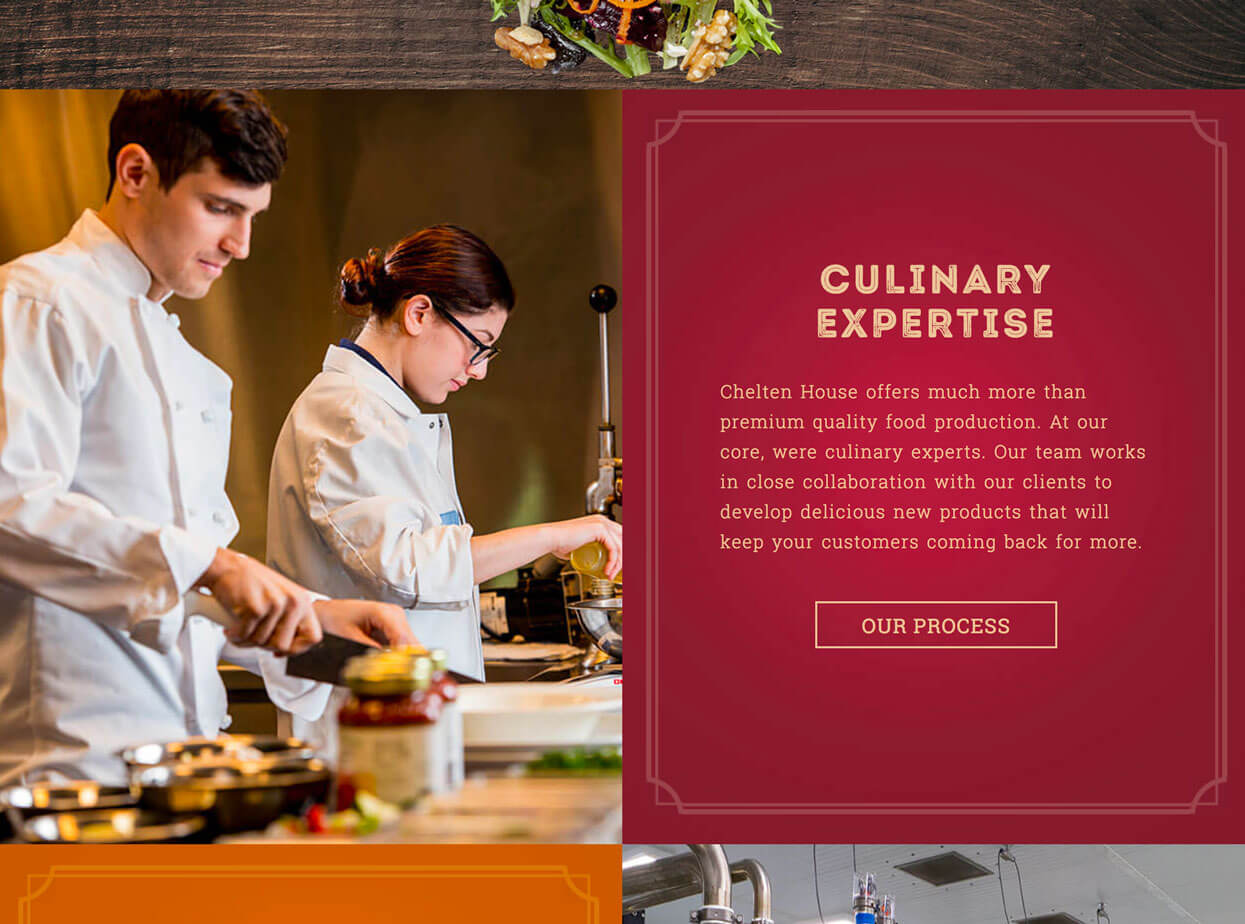 CULINARY
EXPERTISE
Chelten House offers much more than
premium quality food production. At our
core, were culinary experts. Our team works
in close collaboration with our clients to
develop delicious new products that will
keep your customers coming back for more.
OUR PROCESS